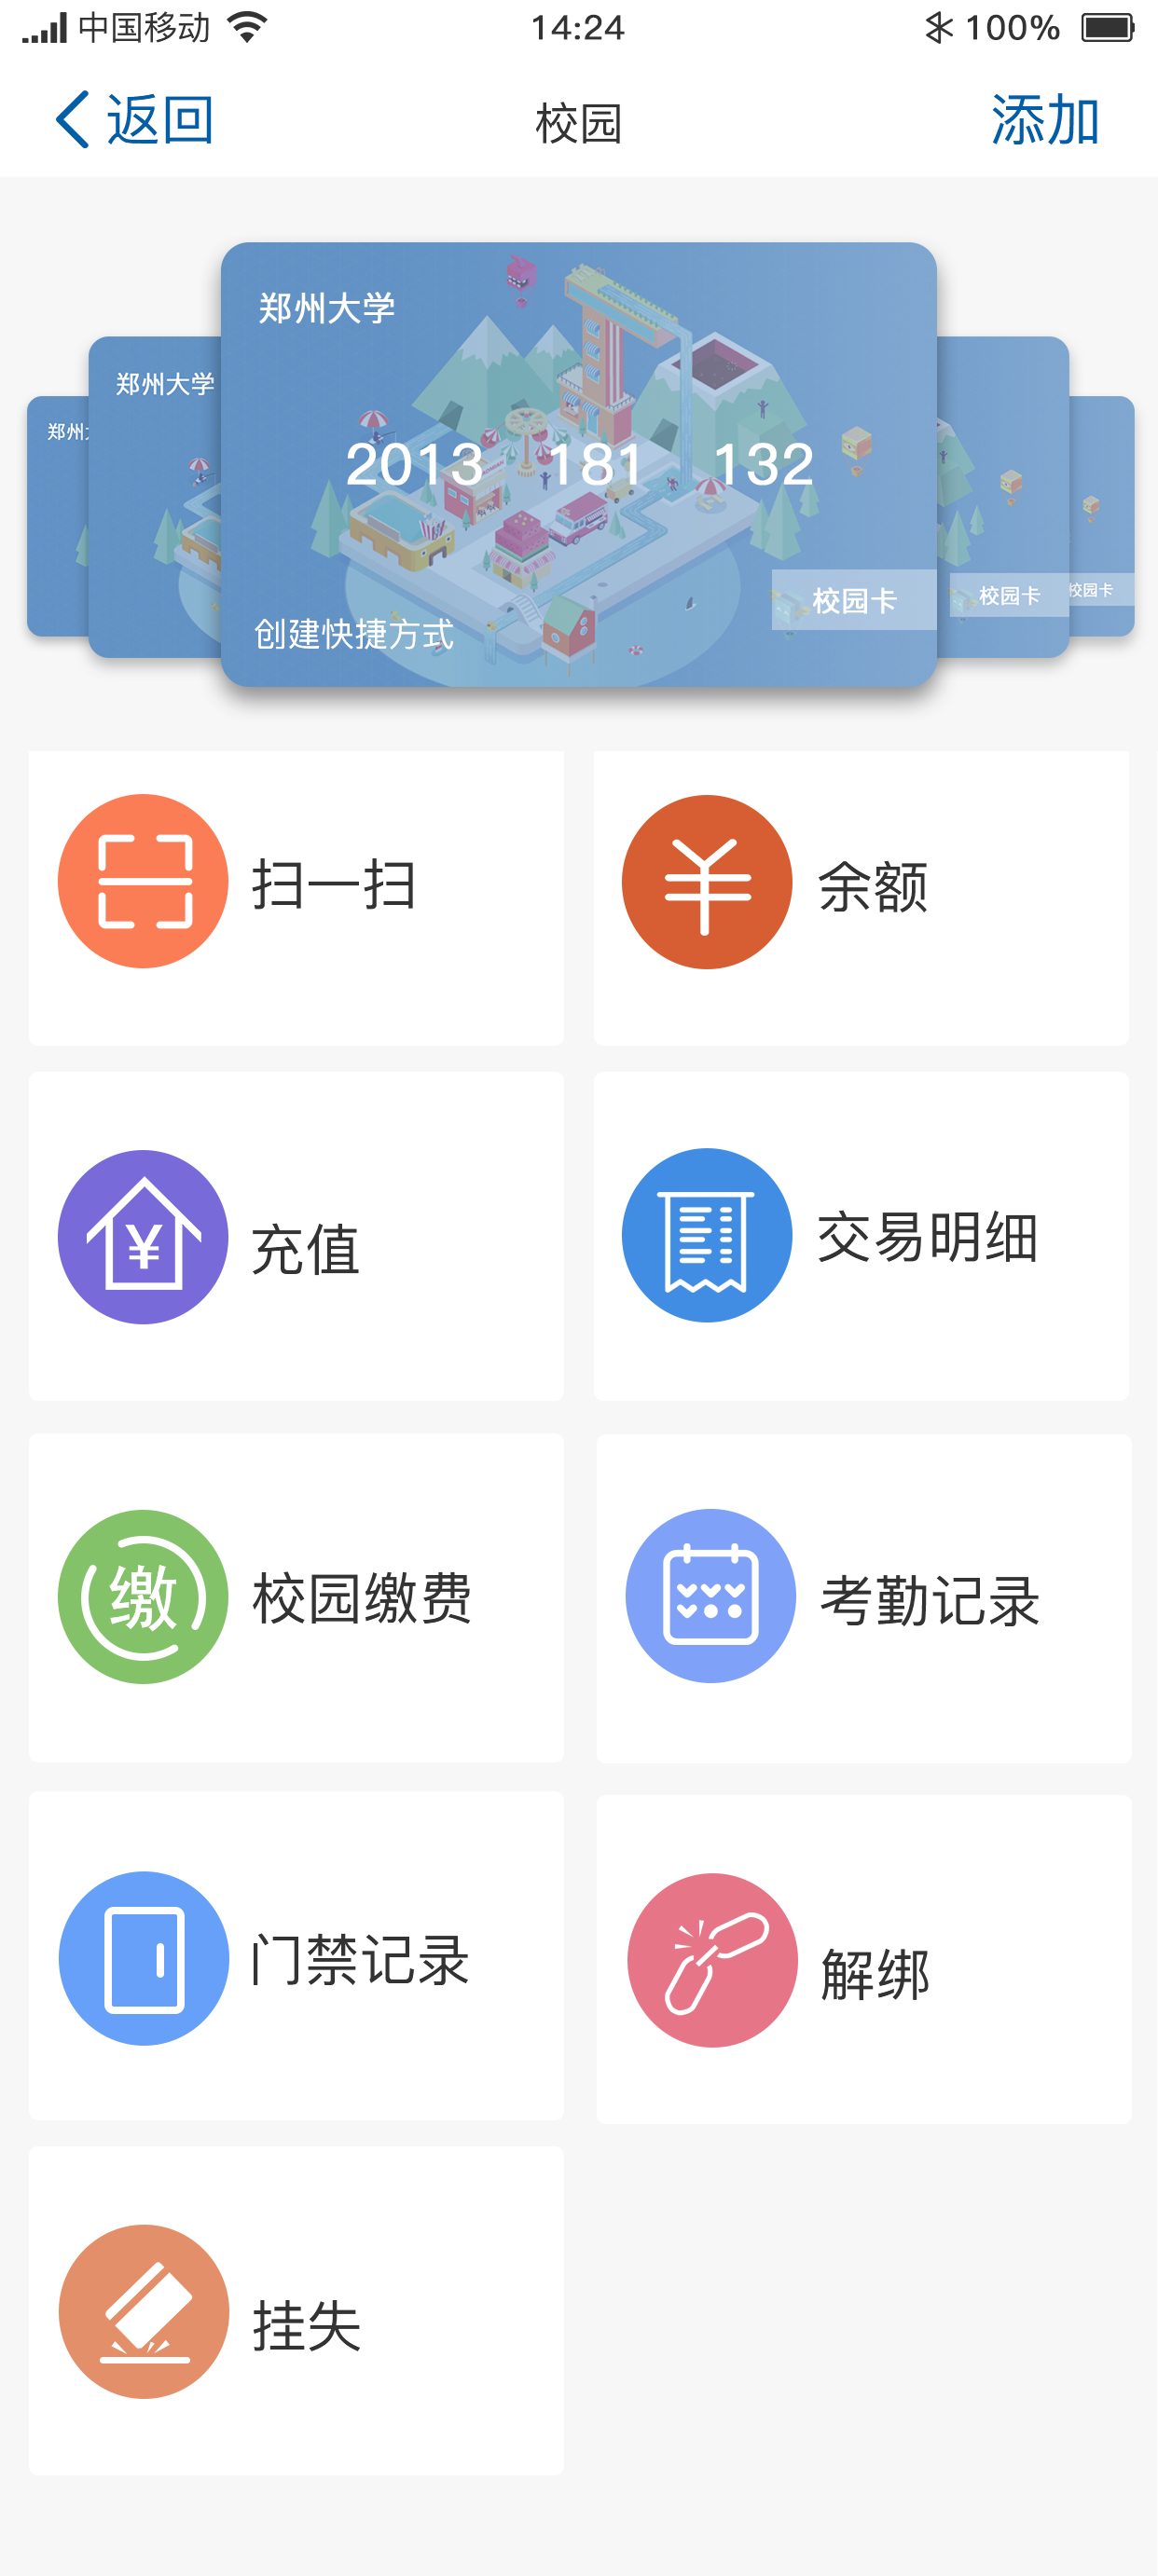 中国移动 14:24 100%
返回 校园 添加
郑州大学
郑州大学
郑州
2013 181 132
校园卡 校园卡 校园卡
创建快捷方式
扫一扫 余额
充值 交易明细
缴 校园缴费 考勤记录
门禁记录 解绑
挂失